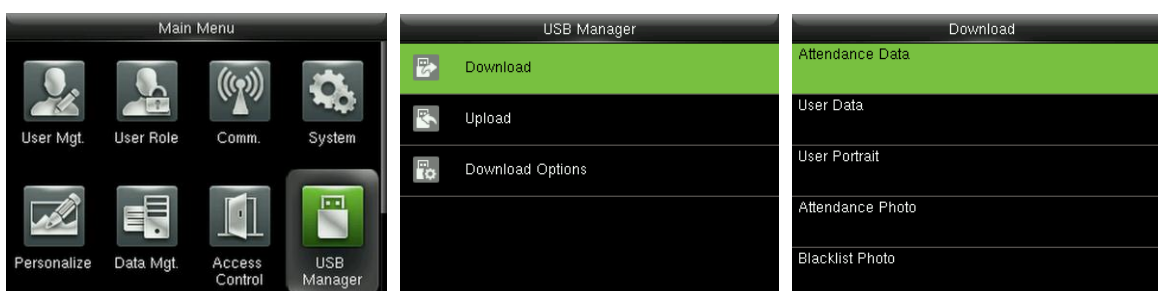 Main Menu
User Mgt.
User Role
Comm.
System
Personalize
Data Mgt.
Access
Control
USB
Manager
USB Manager
Download
Upload
Download Options
Download
Attendance Data
User Data
User Portrait
Attendance Photo
Blacklist Photo